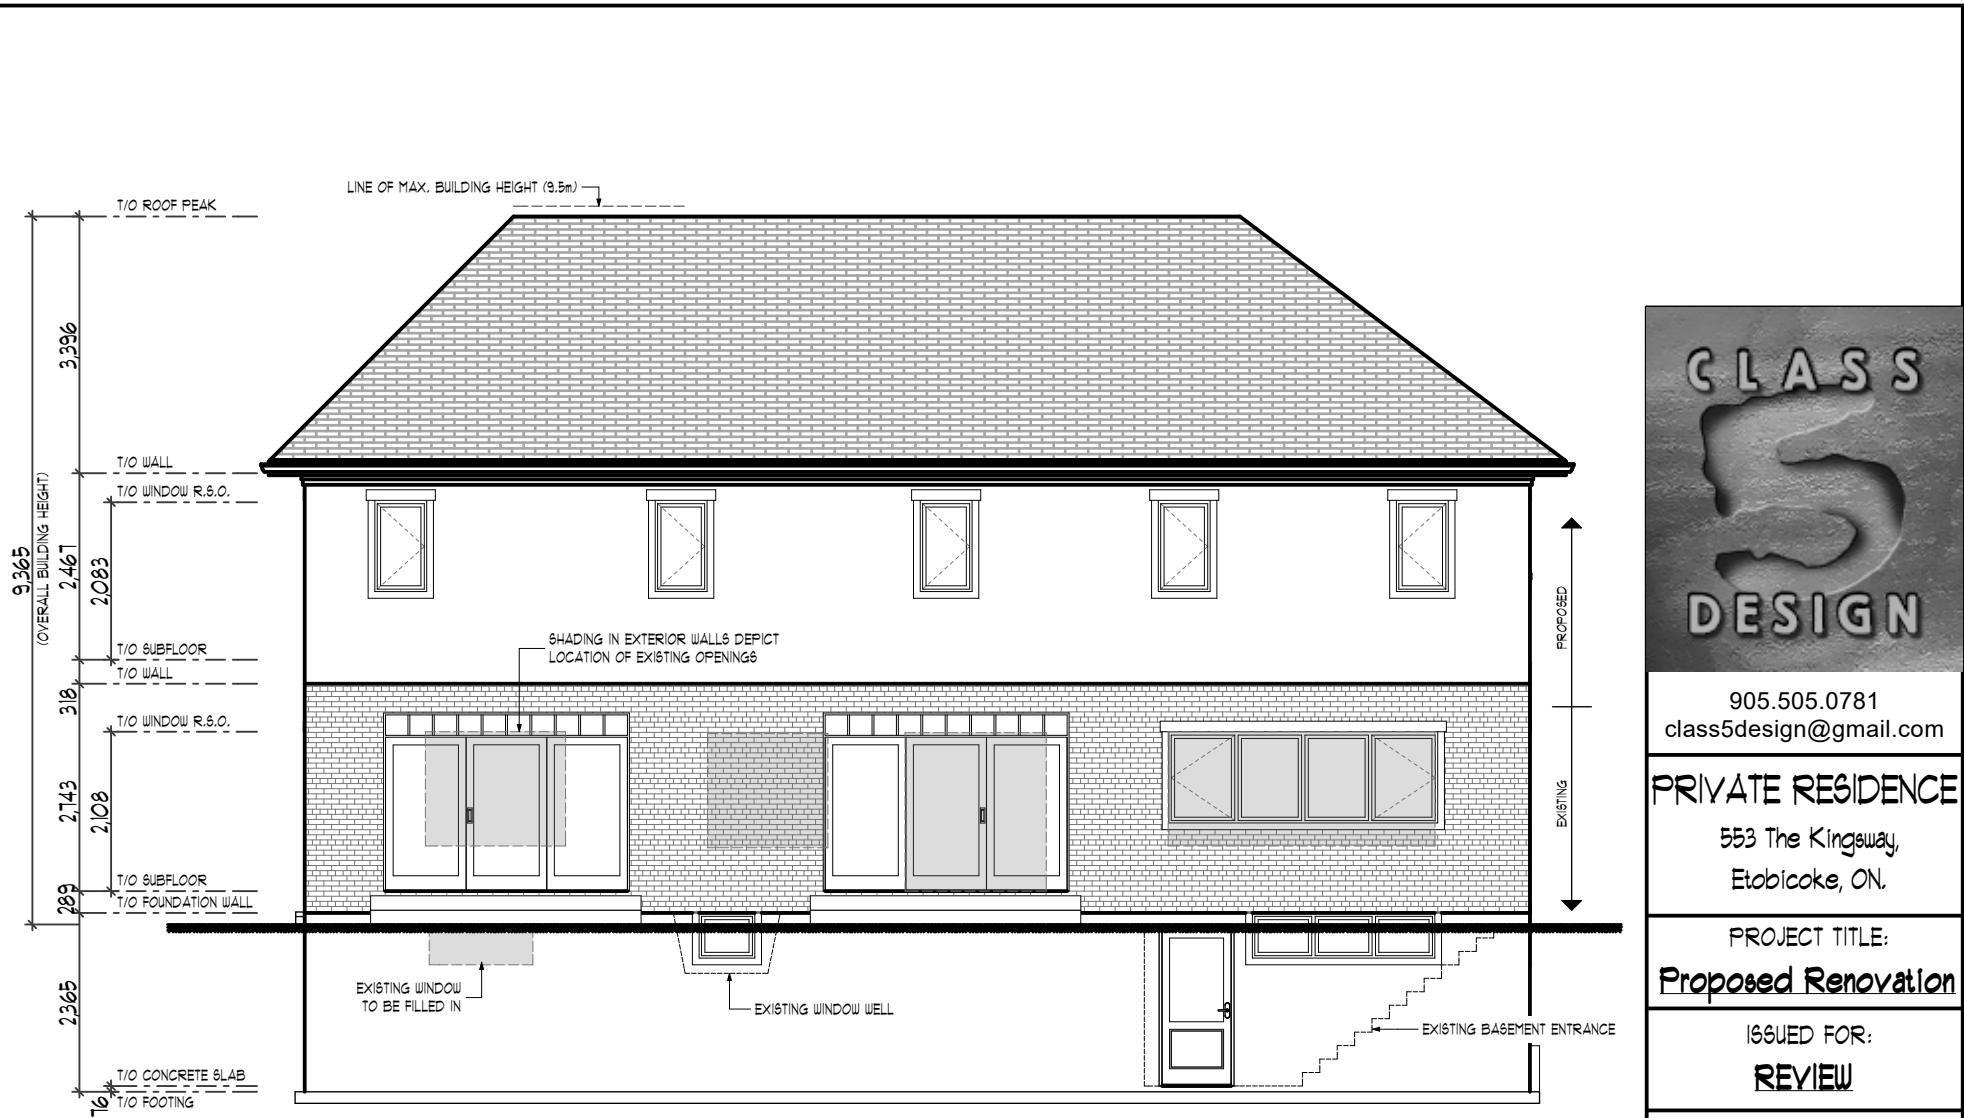 LINE OF MAX. BUILDING HEIGHT (9.5m)
T/O ROOF PEAK
3,396
T/O WALL
T/O WINDOW R.S.O.
9,365
(OVERALL BUILDING HEIGHT)
2,467
2,083
T/O SUBFLOOR
T/O WALL
318
T/O WINDOW R.S.O.
2,743
2,108
T/O SUBFLOOR
289
T/O FOUNDATION WALL
2,365
T/O CONCRETE SLAB
76
T/O FOOTING
SHADING IN EXTERIOR WALLS DEPICT
LOCATION OF EXISTING OPENINGS
PROPOSED
EXISTING
EXISTING WINDOW
TO BE FILLED IN
EXISTING WINDOW WELL
EXISTING BASEMENT ENTRANCE
CLASS
5
DESIGN
905.505.0781
class5design@gmail.com
PRIVATE RESIDENCE
553 The Kingsway,
Etobicoke, ON.
PROJECT TITLE:
Proposed Renovation
ISSUED FOR:
REVIEW